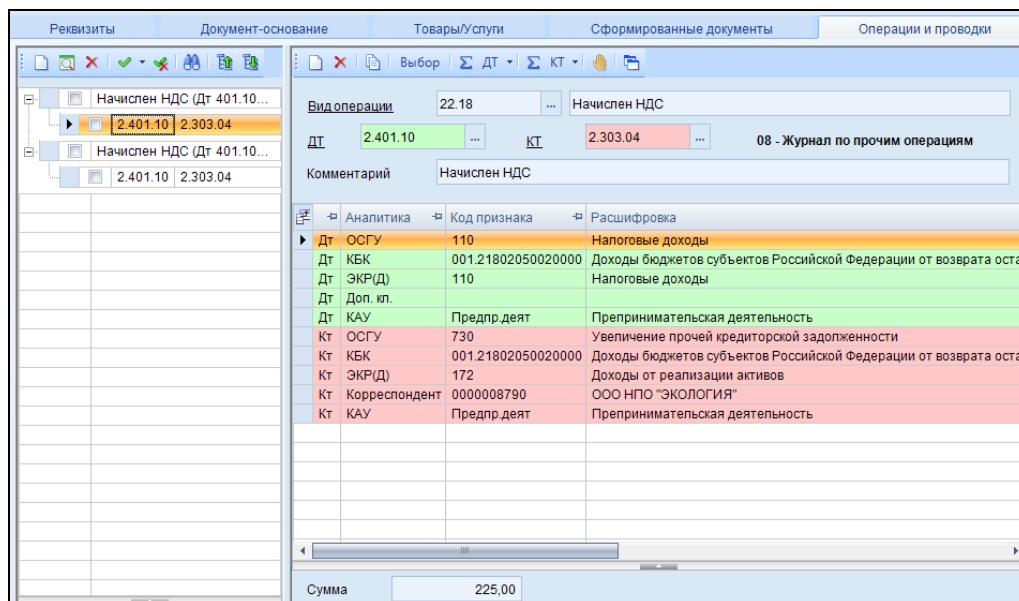 Реквизиты Документ-основание Товары/Услуги Сформированные документы Операции и проводки
Выбор Σ ДТ Σ КТ
Начислен НДС (Дт 401.10...
2.401.10 2.303.04
Начислен НДС (Дт 401.10...
2.401.10 2.303.04
Вид операции 22.18 ... Начислен НДС
ДТ 2.401.10 ... КТ 2.303.04 ... 08 - Журнал по прочим операциям
Комментарий Начислен НДС
Аналитика Код признака Расшифровка
Дт ОСГУ 110 Налоговые доходы
Дт КБК 001.21802050020000 Доходы бюджетов субъектов Российской Федерации от возврата оста
Дт ЭКР(Д) 110 Налоговые доходы
Дт Доп. кл.
Дт КАУ Предпр.деят Препринимательская деятельность
Кт ОСГУ 730 Увеличение прочей кредиторской задолженности
Кт КБК 001.21802050020000 Доходы бюджетов субъектов Российской Федерации от возврата оста
Кт ЭКР(Д) 172 Доходы от реализации активов
Кт Корреспондент 0000008790 ООО НПО "ЭКОЛОГИЯ"
Кт КАУ Предпр.деят Препринимательская деятельность
Сумма 225,00